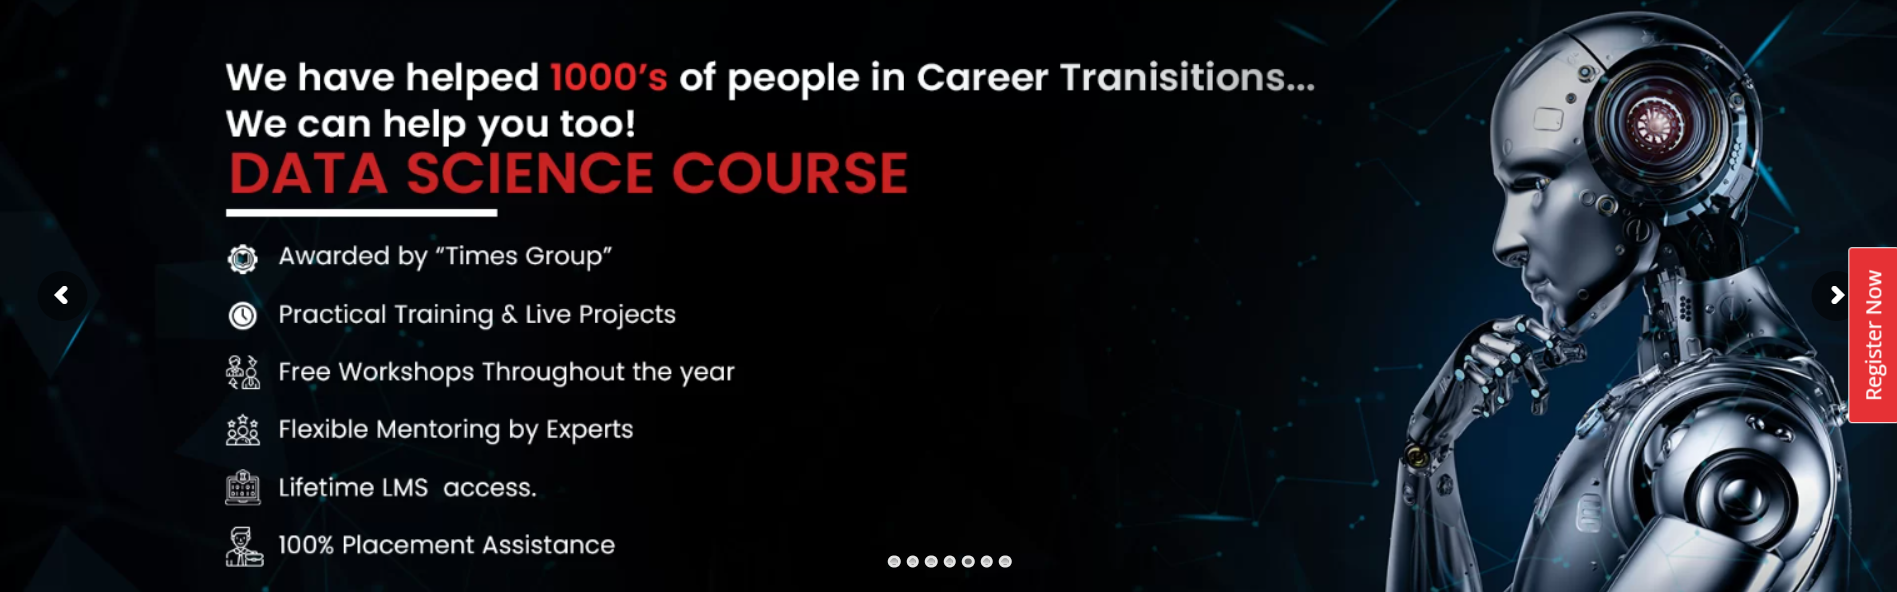 We have helped 1000's of people in Career Tranisitions...
We can help you too!
DATA SCIENCE COURSE
Awarded by “Times Group”
Practical Training & Live Projects
Free Workshops Throughout the year
Flexible Mentoring by Experts
Lifetime LMS access.
100% Placement Assistance
Register Now